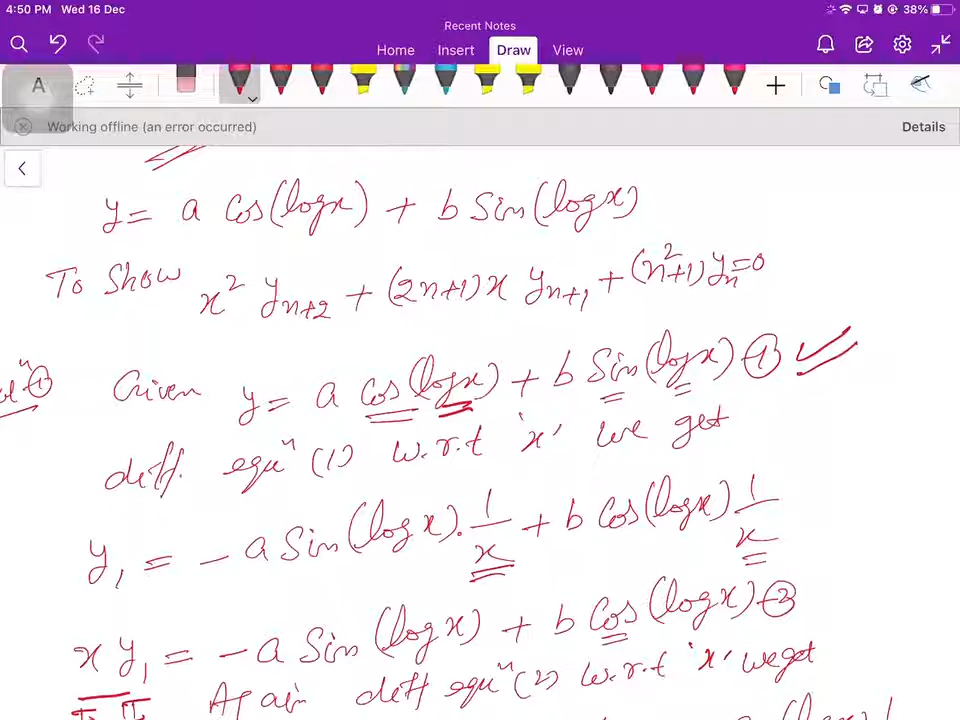 4:50 PM Wed 16 Dec
38%
Recent Notes
Home Insert Draw View
A
Working offline (an error occurred) Details
y = a Cos(logx) + b Sin(logx)
To Show x² yₙ₊₂ + (2n+1)x yₙ₊₁ + (n²+1)yₙ=0
Given y = a Cos(logx) + b Sin(logx) –①
diff. equⁿ (1) w.r.t 'x' we get
y₁ = -a Sin(logx).1/x + b Cos(logx) 1/x
x y₁ = -a Sin(logx) + b Cos(logx) –②
Again diff equⁿ(2) w.r.t 'x' we get